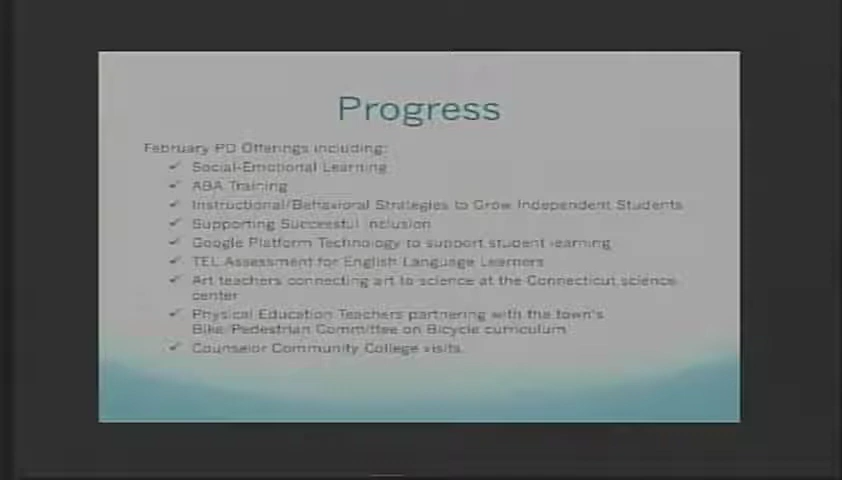 Progress
February PD Offerings including:
✓ Social-Emotional Learning
✓ ABA Training
✓ Instructional/Behavioral Strategies to Grow Independent Students
✓ Supporting Successful Inclusion
✓ Google Platform Technology to support student learning
✓ TEL Assessment for English Language Learners
✓ Art teachers connecting art to science at the Connecticut science
center
✓ Physical Education Teachers partnering with the town's
Bike/Pedestrian Committee on Bicycle curriculum
✓ Counselor Community College visits